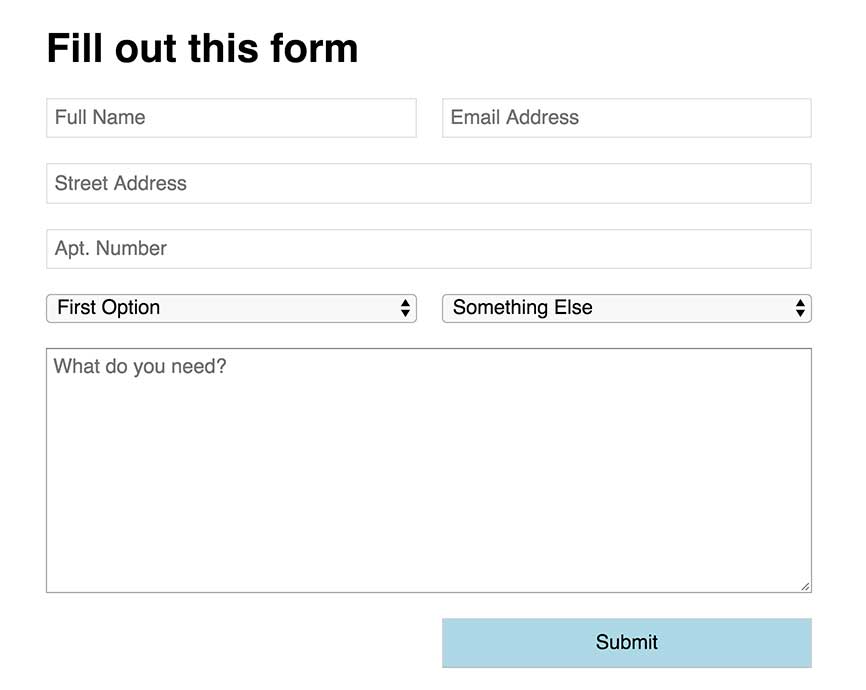 Fill out this form
Full Name
Email Address
Street Address
Apt. Number
First Option
Something Else
What do you need?
Submit